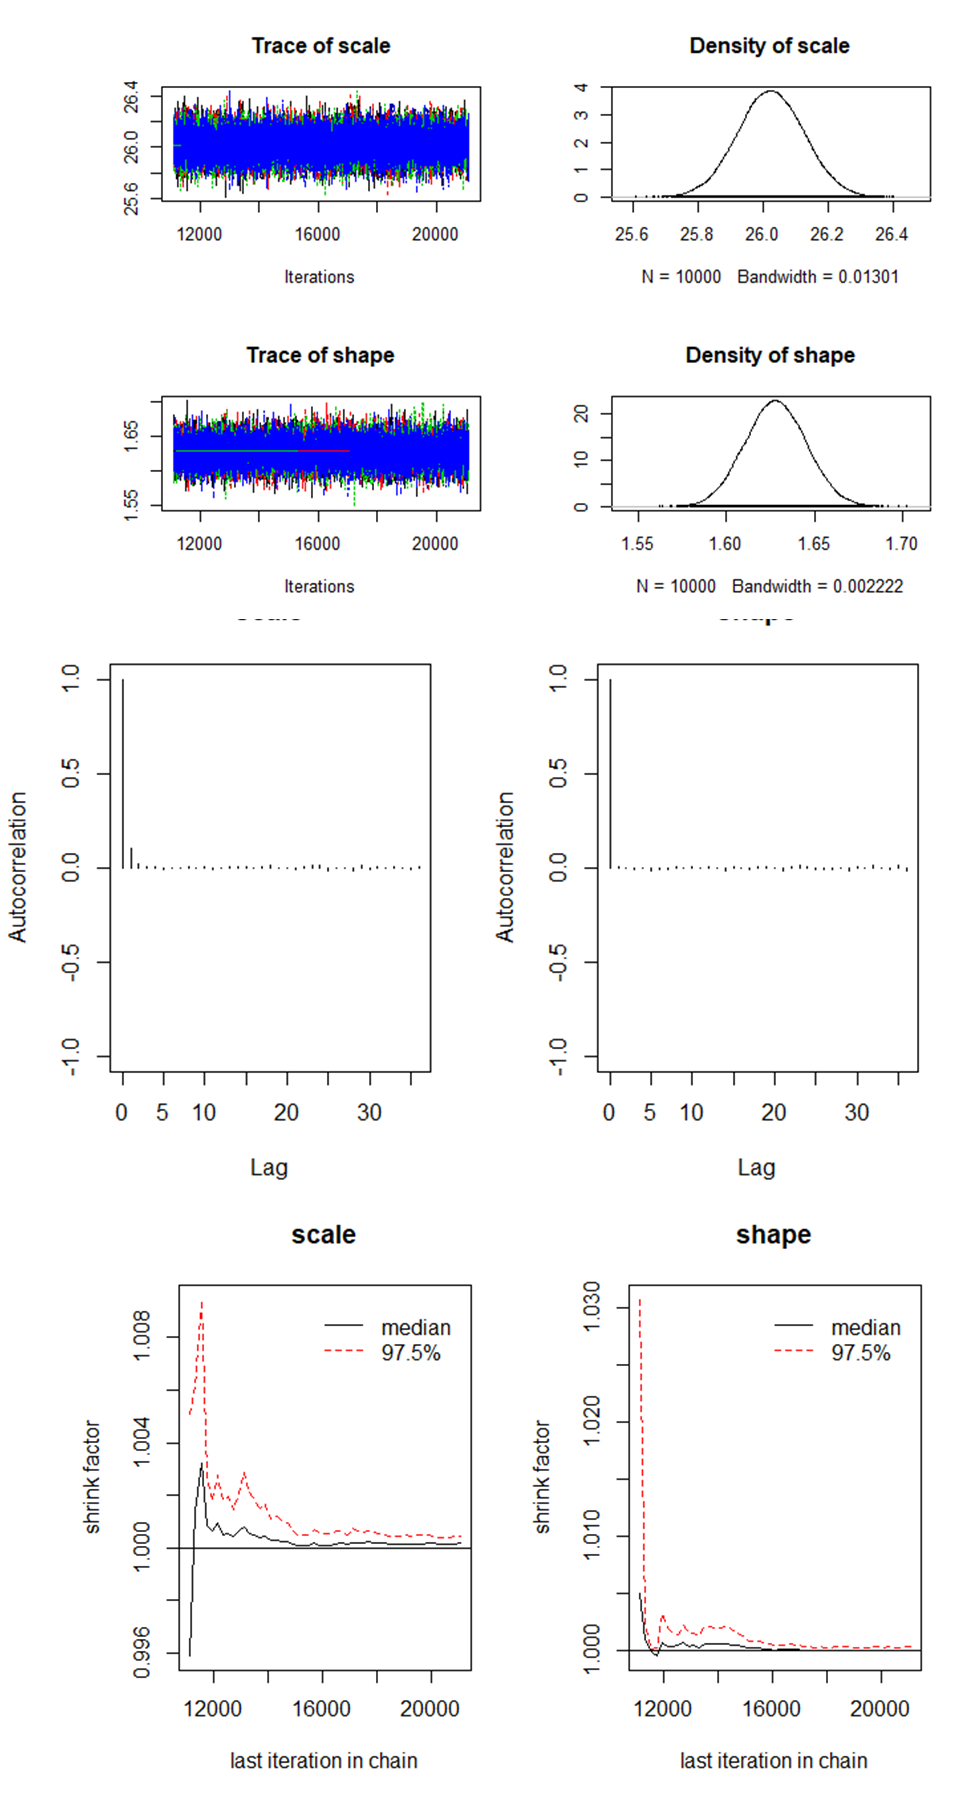 Trace of scale
Density of scale
26.4
26.0
25.6
12000 16000 20000
Iterations
4
3
2
1
0
25.6 25.8 26.0 26.2 26.4
N = 10000 Bandwidth = 0.01301
Trace of shape
Density of shape
1.65
1.55
12000 16000 20000
Iterations
20
10
0
1.55 1.60 1.65 1.70
N = 10000 Bandwidth = 0.002222
Autocorrelation
1.0
0.5
0.0
-0.5
-1.0
0 5 10 20 30
Lag
Autocorrelation
1.0
0.5
0.0
-0.5
-1.0
0 5 10 20 30
Lag
scale
shrink factor
1.008
1.004
1.000
0.996
median
97.5%
12000 16000 20000
last iteration in chain
shape
shrink factor
1.030
1.020
1.010
1.000
median
97.5%
12000 16000 20000
last iteration in chain